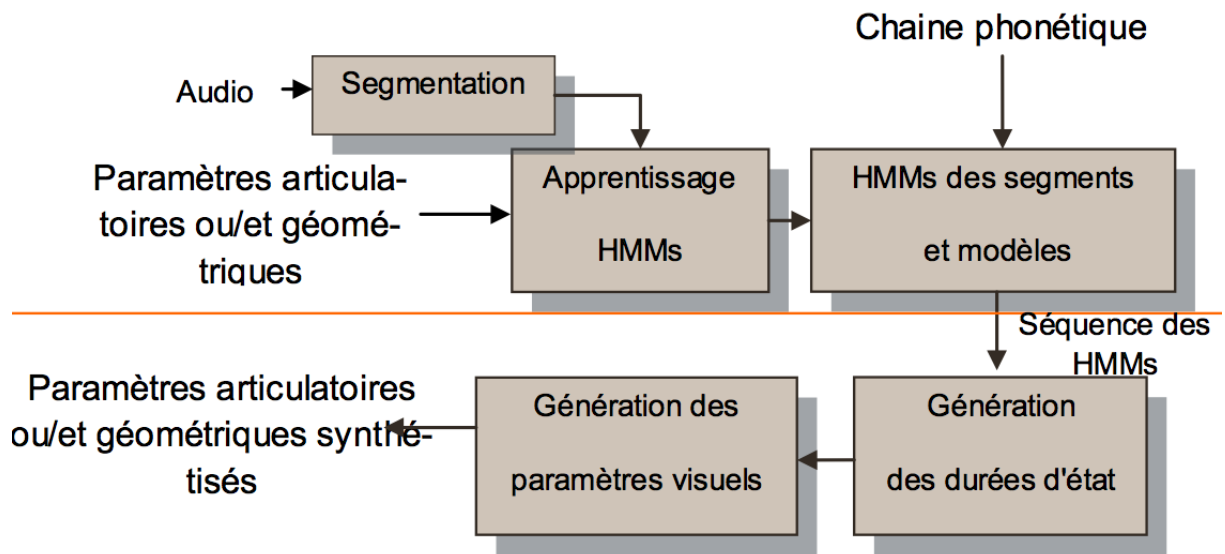 Chaine phonétique
Audio
Segmentation
Paramètres articula-
toires ou/et géomé-
triques
Apprentissage
HMMs
HMMs des segments
et modèles
Séquence des
HMMs
Paramètres articulatoires
ou/et géométriques synthé-
tisés
Génération des
paramètres visuels
Génération
des durées d'état